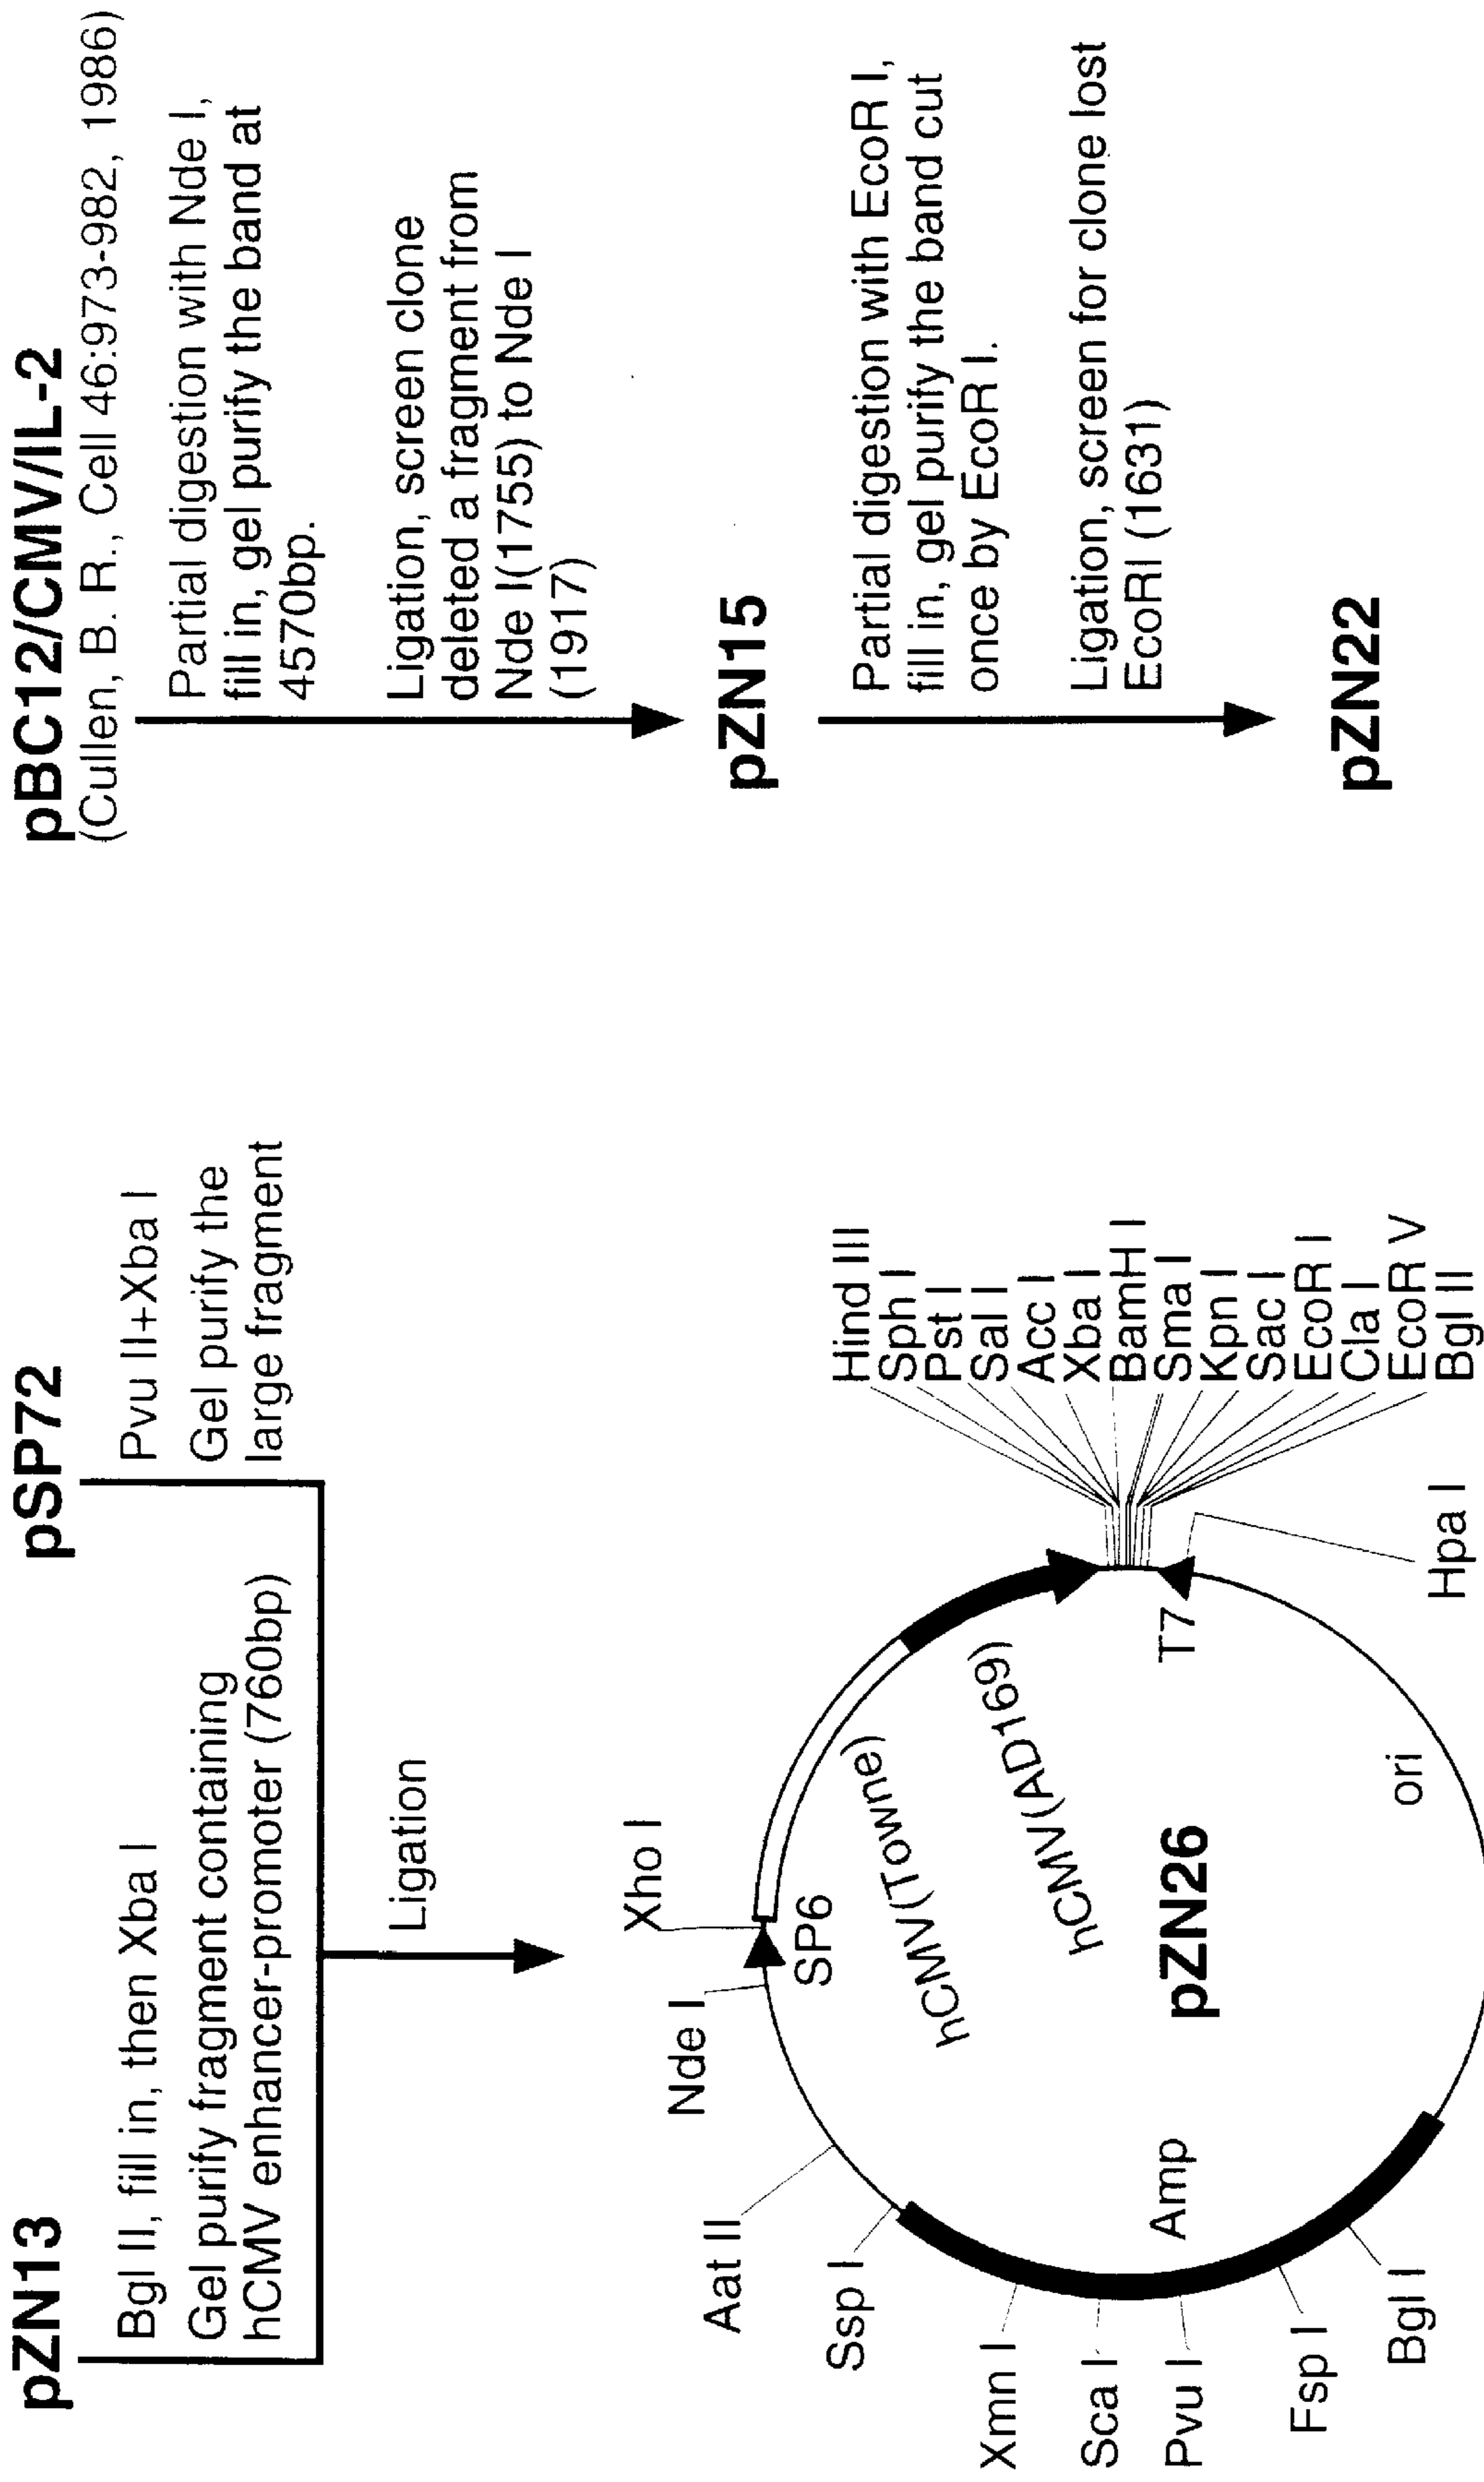 pZN13
pSP72
Bgl II, fill in, then Xba I
Gel purify fragment containing
hCMV enhancer-promoter (760bp)
Pvu II+Xba I
Gel purify the
large fragment
Ligation
Xho I
Nde I
SP6
Aat II
Ssp I
Xmn I
Sca I
Pvu I
Fsp I
Bgl I
Amp
hCMV(Towne)
hCMV(AD169)
pZN26
ori
T7
Hpa I
Hind III
Sph I
Pst I
Sal I
Acc I
Xba I
BamH I
Sma I
Kpn I
Sac I
EcoR I
Cla I
EcoR V
Bgl II
pBC12/CMV/IL-2
(Cullen, B. R., Cell 46:973-982, 1986)
Partial digestion with Nde I,
fill in, gel purify the band at
4570bp.
Ligation, screen clone
deleted a fragment from
Nde I(1755) to Nde I
(1917)
pZN15
Partial digestion with EcoR I,
fill in, gel purify the band cut
once by EcoR I.
Ligation, screen for clone lost
EcoRI (1631)
pZN22